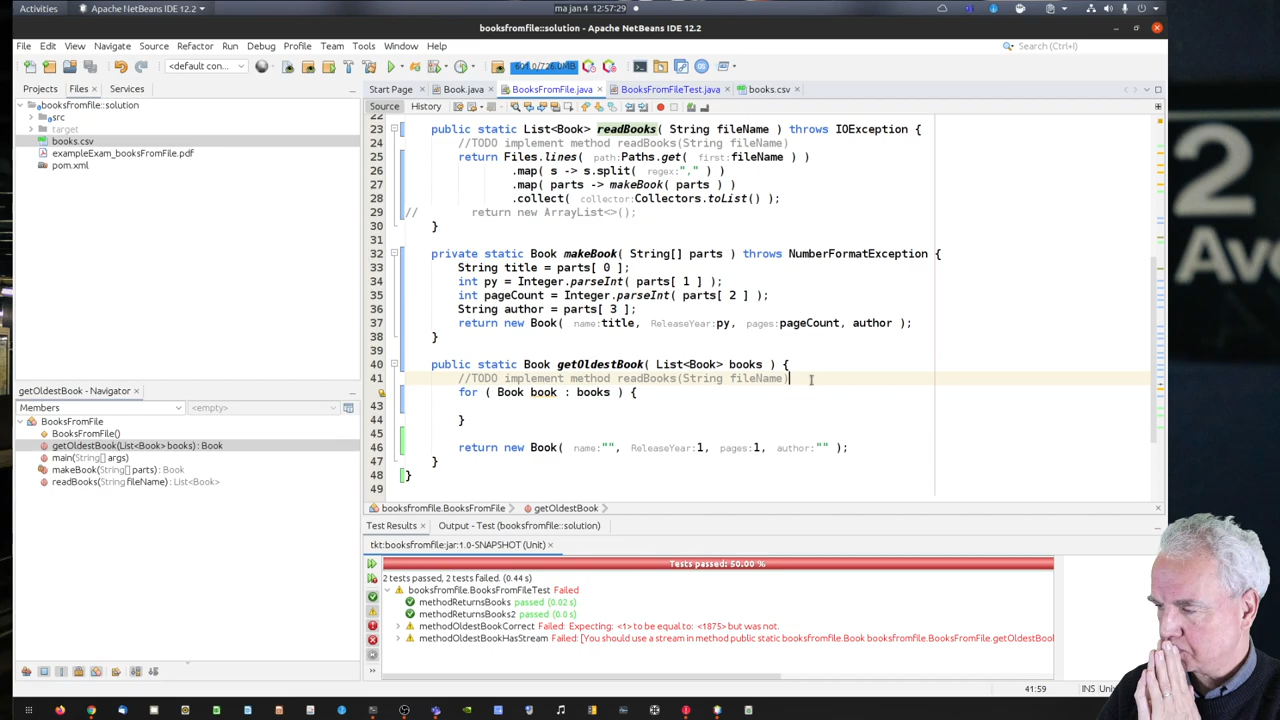 Activities
Apache NetBeans IDE 12.2
ma jan 4 12:57:29
booksfromfile::solution - Apache NetBeans IDE 12.2
File Edit View Navigate Source Refactor Run Debug Profile Team Tools Window Help
Search (Ctrl+I)
<default con...
601.0/726.0MB
Projects Files Services
Start Page Book.java BooksFromFile.java BooksFromFileTest.java books.csv
booksfromfile::solution
src
target
books.csv
exampleExam_booksFromFile.pdf
pom.xml
Source History
22
23 public static List<Book> readBooks( String fileName ) throws IOException {
24 //TODO implement method readBooks(String fileName)
25 return Files.lines( path:Paths.get( first:fileName ) )
26 .map( s -> s.split( regex:"," ) )
27 .map( parts -> makeBook( parts ) )
28 .collect( collector:Collectors.toList() );
29 // return new ArrayList<>();
30 }
31
32 private static Book makeBook( String[] parts ) throws NumberFormatException {
33 String title = parts[ 0 ];
34 int py = Integer.parseInt( parts[ 1 ] );
35 int pageCount = Integer.parseInt( parts[ 2 ] );
36 String author = parts[ 3 ];
37 return new Book( name:title, ReleaseYear:py, pages:pageCount, author );
38 }
39
40 public static Book getOldestBook( List<Book> books ) {
41 //TODO implement method readBooks(String fileName)
for ( Book book : books ) {
43
44 }
45
46 return new Book( name:"", ReleaseYear:1, pages:1, author:"" );
47 }
48 }
49
getOldestBook - Navigator
Members <empty>
BooksFromFile
BooksFromFile()
getOldestBook(List<Book> books) : Book
main(String[] args)
makeBook(String[] parts) : Book
readBooks(String fileName) : List<Book>
booksfromfile.BooksFromFile getOldestBook
Test Results Output - Test (booksfromfile::solution)
tkt:booksfromfile:jar:1.0-SNAPSHOT (Unit)
Tests passed: 50.00 %
2 tests passed, 2 tests failed. (0.44 s)
booksfromfile.BooksFromFileTest Failed
methodReturnsBooks passed (0.02 s)
methodReturnsBooks2 passed (0.0 s)
methodOldestBookCorrect Failed: Expecting: <1> to be equal to: <1875> but was not.
methodOldestBookHasStream Failed: [You should use a stream in method public static booksfromfile.Book booksfromfile.BooksFromFile.getOldestBoo
41:59
INS
2
Ave